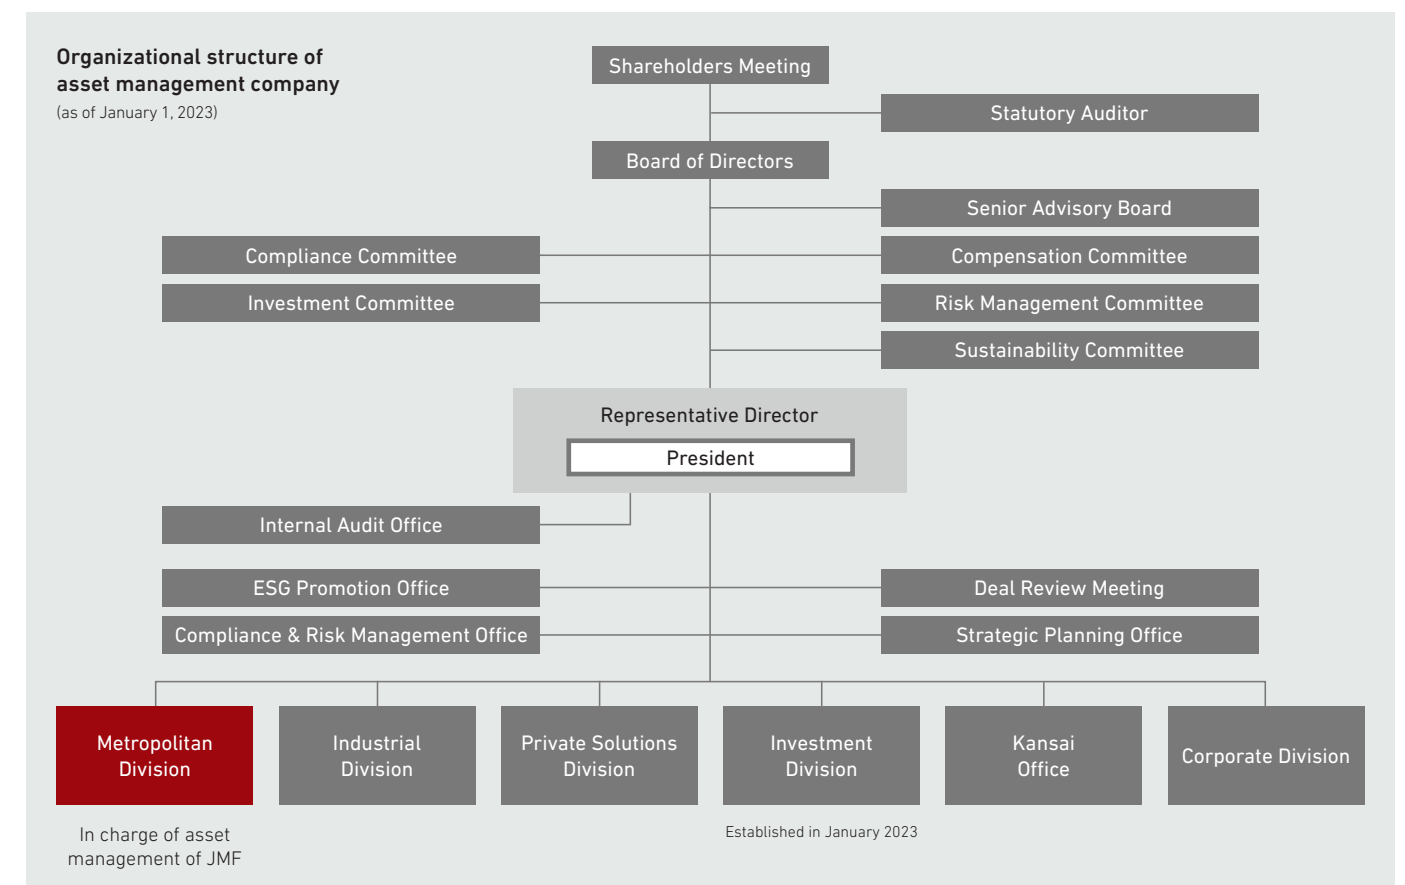 Organizational structure of
asset management company
(as of January 1, 2023)
Shareholders Meeting
Statutory Auditor
Board of Directors
Senior Advisory Board
Compliance Committee
Compensation Committee
Investment Committee
Risk Management Committee
Sustainability Committee
Representative Director
President
Internal Audit Office
ESG Promotion Office
Deal Review Meeting
Compliance & Risk Management Office
Strategic Planning Office
Metropolitan
Division
Industrial
Division
Private Solutions
Division
Investment
Division
Kansai
Office
Corporate Division
In charge of asset
management of JMF
Established in January 2023